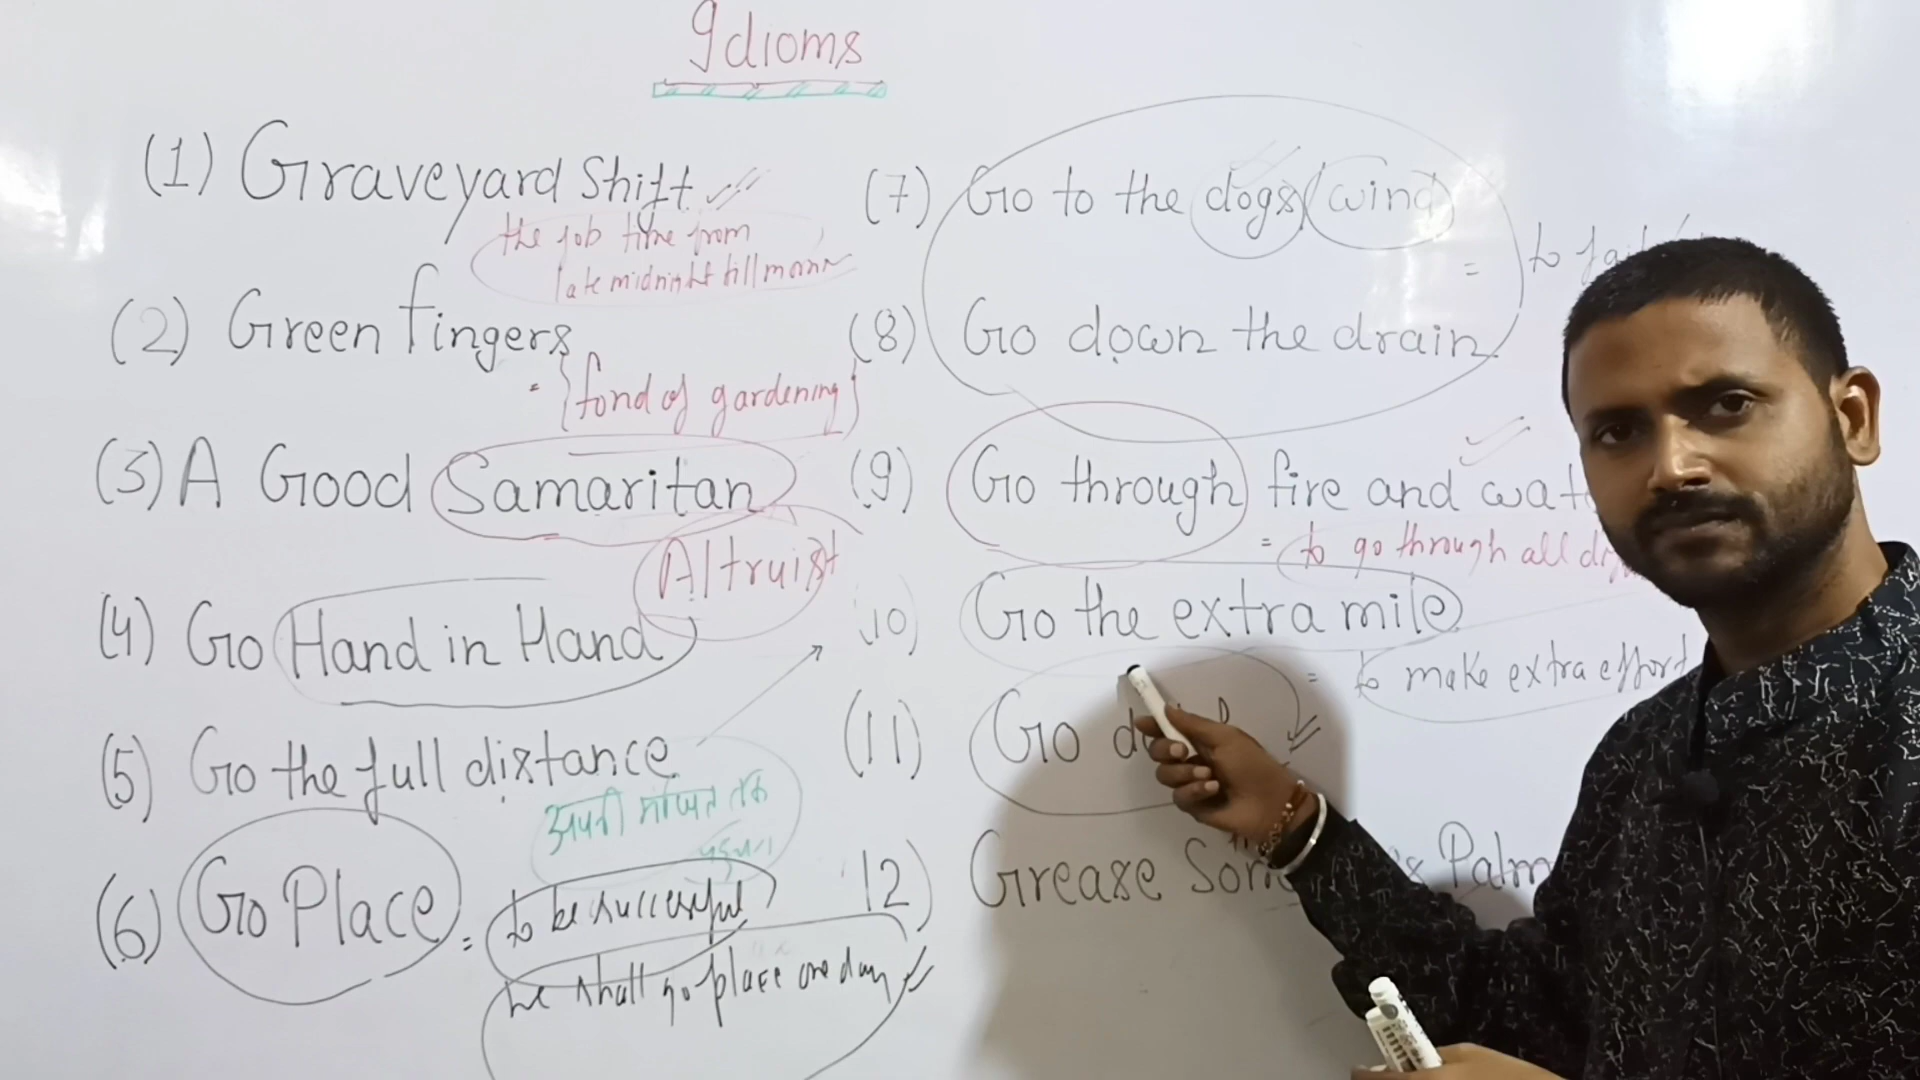 Idioms
(1) Graveyard Shift
the job time from
late midnight till morn
(2) Green fingers
= {fond of gardening}
(3) A Good Samaritan
Altruist
(4) Go Hand in Hand
(5) Go the full distance
अपनी मंजिल तक
(6) Go Place = to be successful
we shall go place one day
(7) Go to the dogs/wind
= to fail
(8) Go down the drain
(9) Go through fire and wat
= to go through all
(10) Go the extra mile
= to make extra effort
(11) Go
12) Grease Palm